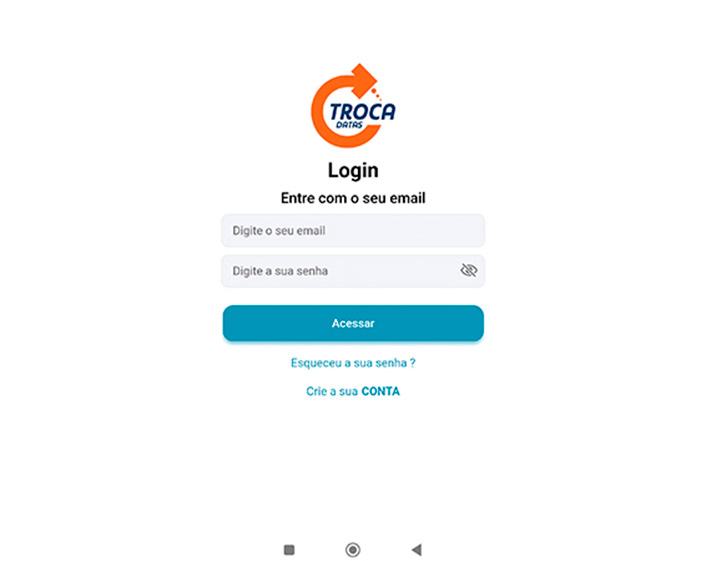 TROCA
DATAS
Login
Entre com o seu email
Digite o seu email
Digite a sua senha
Acessar
Esqueceu a sua senha ?
Crie a sua CONTA